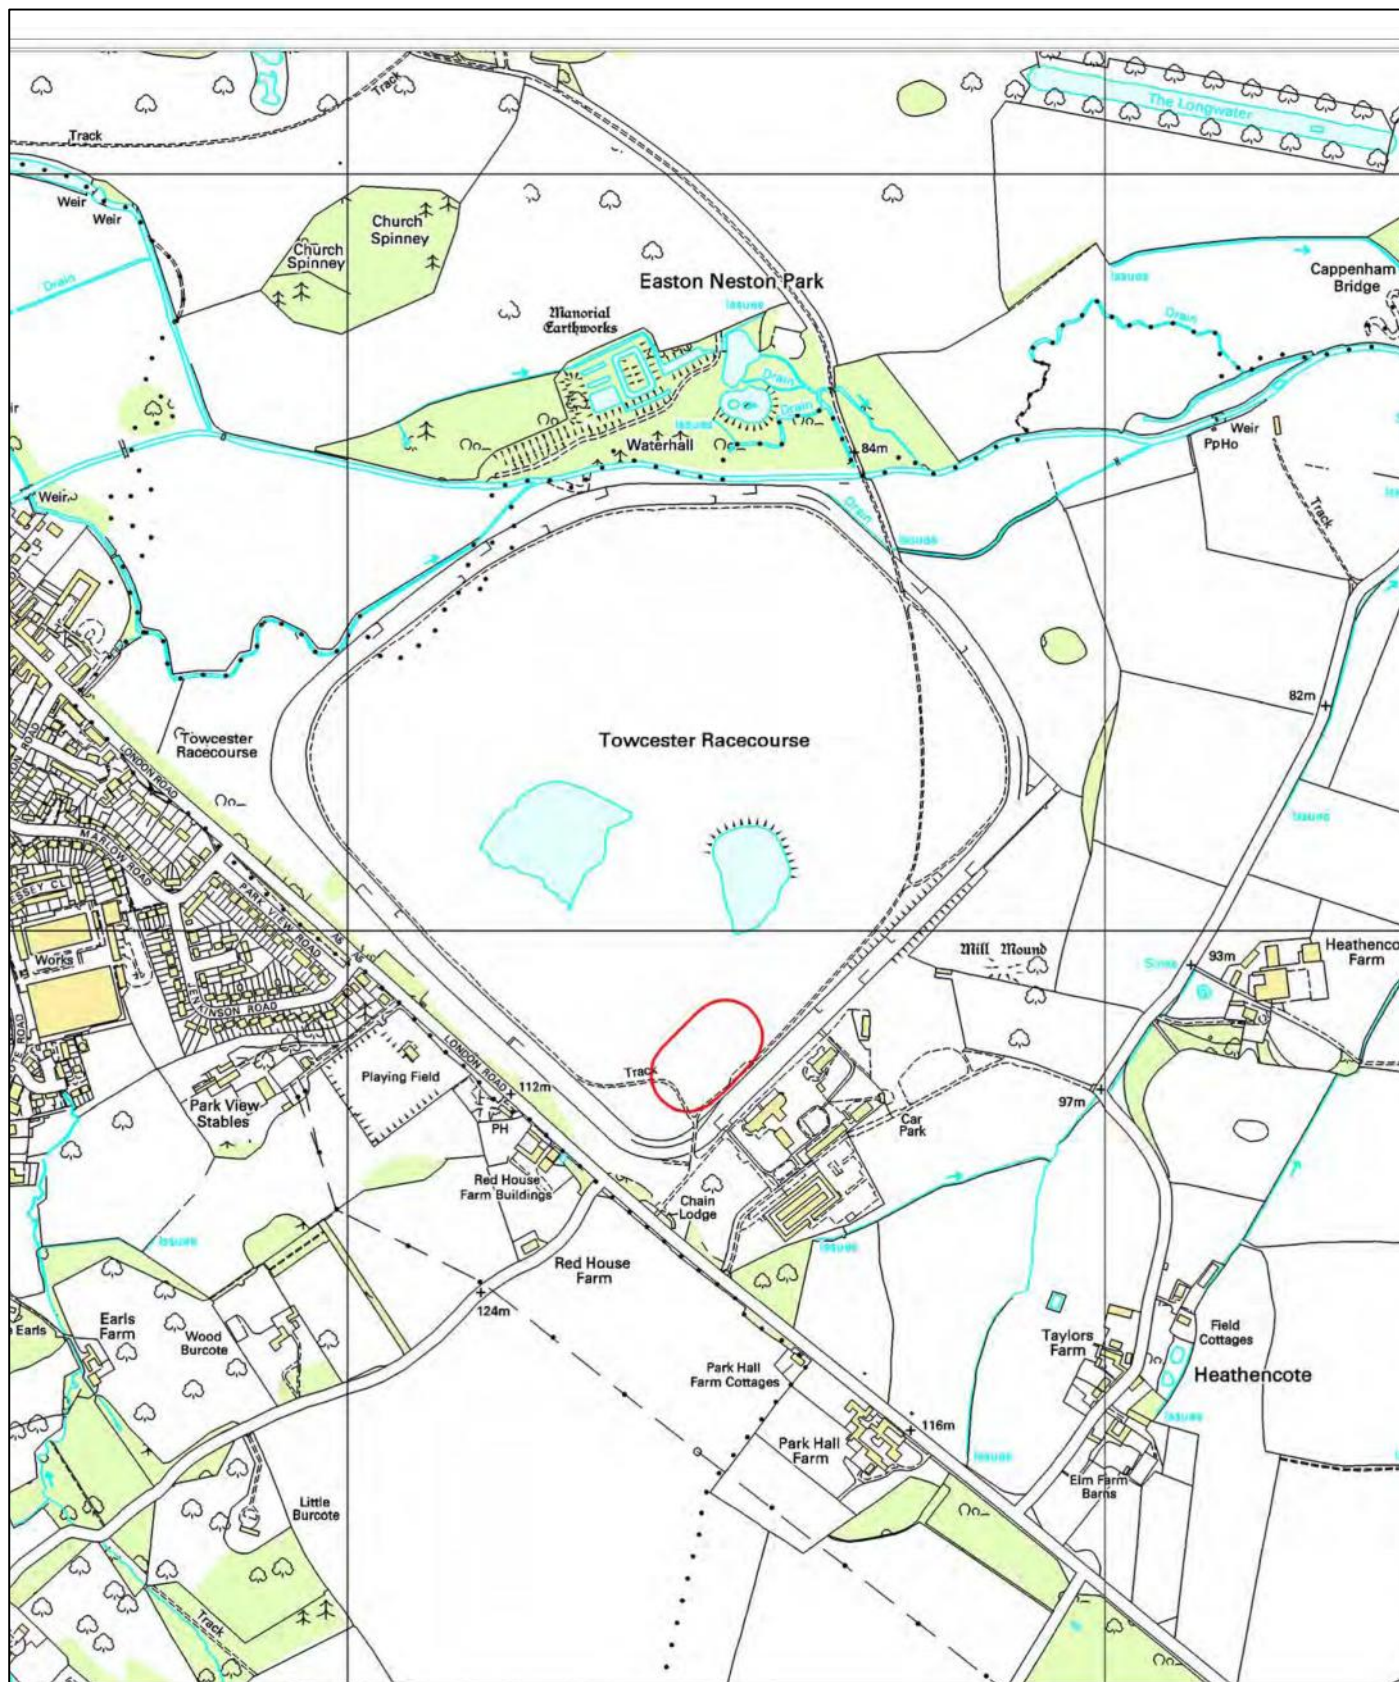 Track
The Longwater
Track
Weir
Weir
Church
Spinney
Church
Spinney
Drain
Easton Neston Park
Issues
Issues
Cappenham
Bridge
Manorial
Earthworks
Drain
Drain
Drain
Issues
Waterhall
84m
Weir
PpHo
Weir
Drain
Issues
Track
Towcester
Racecourse
Towcester Racecourse
82m
LONDON ROAD
Issues
MARLOW ROAD
PARK VIEW ROAD
A5
A5
Works
JENKINSON ROAD
Mill Mound
Heathenco
Farm
93m
Sinks
Track
LONDON ROAD
112m
Playing Field
Park View
Stables
PH
Car
Park
97m
Red House
Farm Buildings
Chain
Lodge
Issues
Issues
Red House
Farm
124m
Earls
Farm
Earls
Wood
Burcote
Taylors
Farm
Field
Cottages
Park Hall
Farm Cottages
Heathencote
Issues
116m
Park Hall
Farm
Issues
Elm Farm
Barns
Little
Burcote
Track